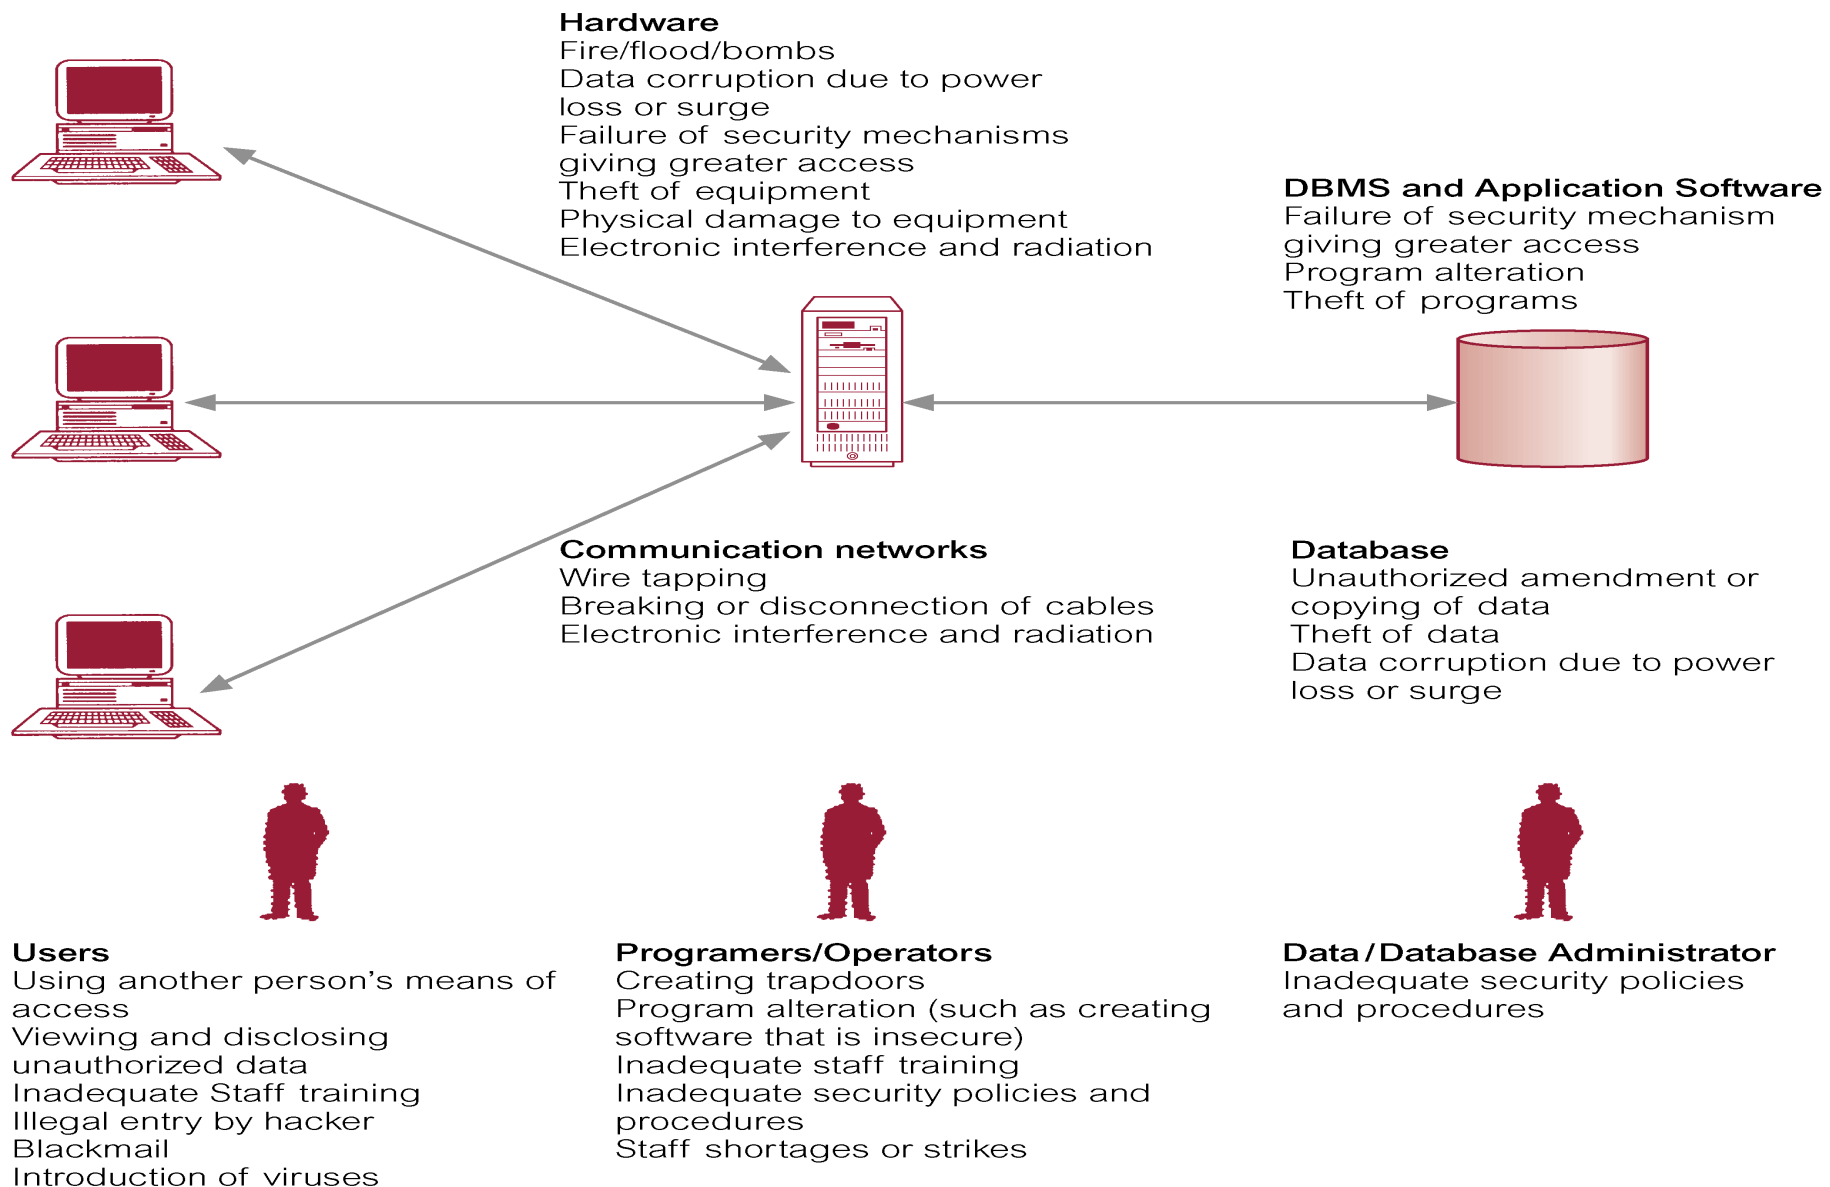 Hardware
Fire/flood/bombs
Data corruption due to power
loss or surge
Failure of security mechanisms
giving greater access
Theft of equipment
Physical damage to equipment
Electronic interference and radiation
DBMS and Application Software
Failure of security mechanism
giving greater access
Program alteration
Theft of programs
Communication networks
Wire tapping
Breaking or disconnection of cables
Electronic interference and radiation
Database
Unauthorized amendment or
copying of data
Theft of data
Data corruption due to power
loss or surge
Users
Using another person's means of
access
Viewing and disclosing
unauthorized data
Inadequate Staff training
Illegal entry by hacker
Blackmail
Introduction of viruses
Programers/Operators
Creating trapdoors
Program alteration (such as creating
software that is insecure)
Inadequate staff training
Inadequate security policies and
procedures
Staff shortages or strikes
Data/Database Administrator
Inadequate security policies
and procedures